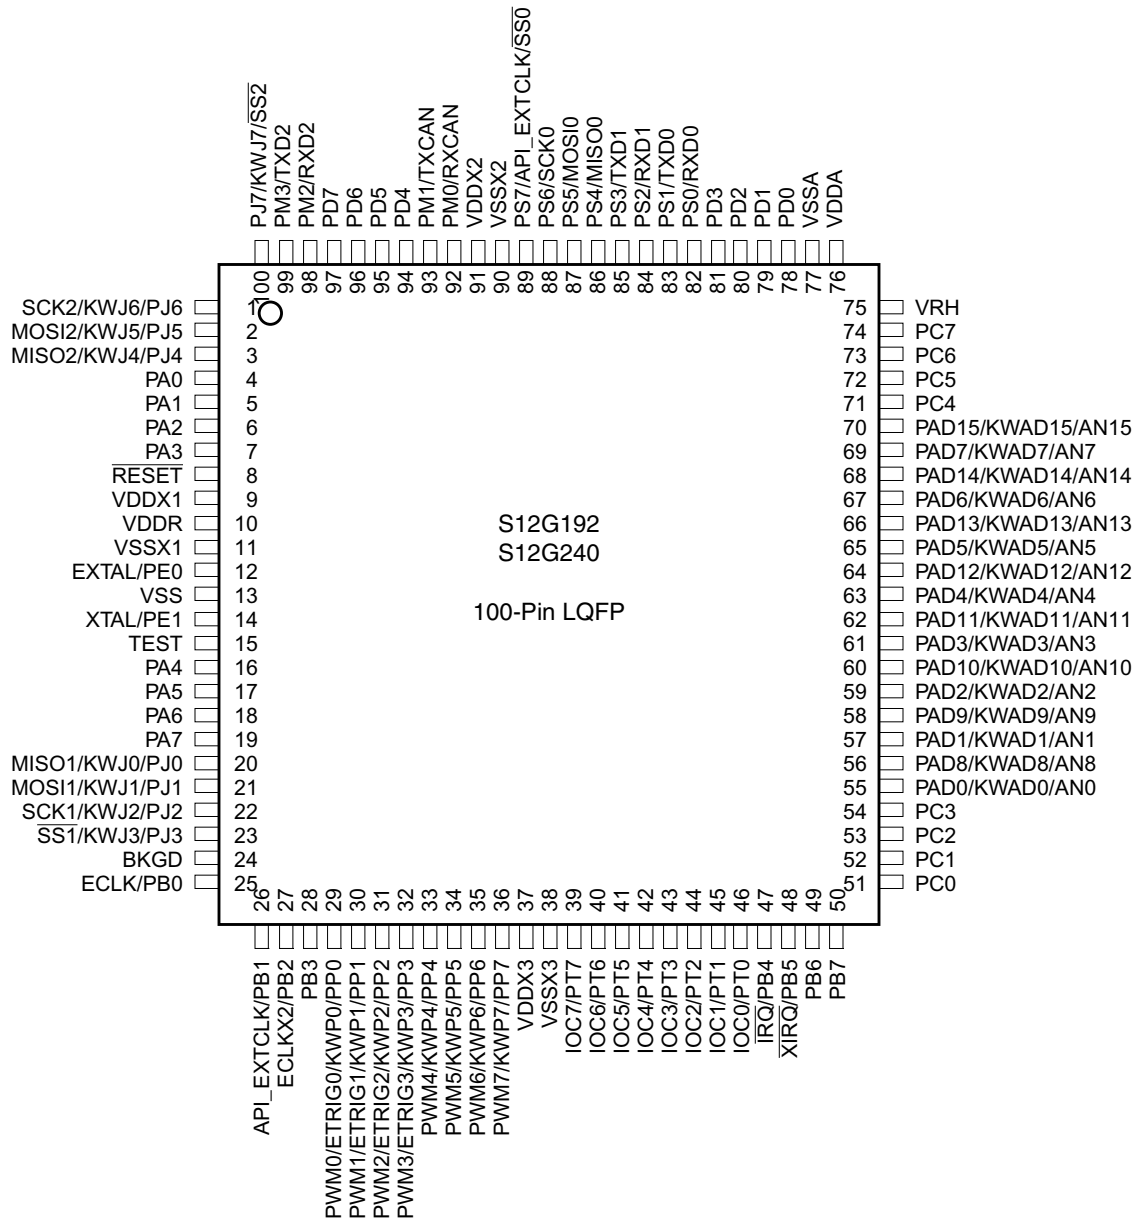 PJ7/KWJ7/SS2
PM3/TXD2
PM2/RXD2
PD7
PD6
PD5
PD4
PM1/TXCAN
PM0/RXCAN
VDDX2
VSSX2
PS7/API_EXTCLK/SS0
PS6/SCK0
PS5/MOSI0
PS4/MISO0
PS3/TXD1
PS2/RXD1
PS1/TXD0
PS0/RXD0
PD3
PD2
PD1
PD0
VSSA
VDDA
100
99
98
97
96
95
94
93
92
91
90
89
88
87
86
85
84
83
82
81
80
79
78
77
76
SCK2/KWJ6/PJ6 1
MOSI2/KWJ5/PJ5 2
MISO2/KWJ4/PJ4 3
PA0 4
PA1 5
PA2 6
PA3 7
RESET 8
VDDX1 9
VDDR 10
VSSX1 11
EXTAL/PE0 12
VSS 13
XTAL/PE1 14
TEST 15
PA4 16
PA5 17
PA6 18
PA7 19
MISO1/KWJ0/PJ0 20
MOSI1/KWJ1/PJ1 21
SCK1/KWJ2/PJ2 22
SS1/KWJ3/PJ3 23
BKGD 24
ECLK/PB0 25
S12G192
S12G240
100-Pin LQFP
75 VRH
74 PC7
73 PC6
72 PC5
71 PC4
70 PAD15/KWAD15/AN15
69 PAD7/KWAD7/AN7
68 PAD14/KWAD14/AN14
67 PAD6/KWAD6/AN6
66 PAD13/KWAD13/AN13
65 PAD5/KWAD5/AN5
64 PAD12/KWAD12/AN12
63 PAD4/KWAD4/AN4
62 PAD11/KWAD11/AN11
61 PAD3/KWAD3/AN3
60 PAD10/KWAD10/AN10
59 PAD2/KWAD2/AN2
58 PAD9/KWAD9/AN9
57 PAD1/KWAD1/AN1
56 PAD8/KWAD8/AN8
55 PAD0/KWAD0/AN0
54 PC3
53 PC2
52 PC1
51 PC0
26
27
28
29
30
31
32
33
34
35
36
37
38
39
40
41
42
43
44
45
46
47
48
49
50
API_EXTCLK/PB1
ECLKX2/PB2
PB3
PWM0/ETRIG0/KWP0/PP0
PWM1/ETRIG1/KWP1/PP1
PWM2/ETRIG2/KWP2/PP2
PWM3/ETRIG3/KWP3/PP3
PWM4/KWP4/PP4
PWM5/KWP5/PP5
PWM6/KWP6/PP6
PWM7/KWP7/PP7
VDDX3
VSSX3
IOC7/PT7
IOC6/PT6
IOC5/PT5
IOC4/PT4
IOC3/PT3
IOC2/PT2
IOC1/PT1
IOC0/PT0
IRQ/PB4
XIRQ/PB5
PB6
PB7